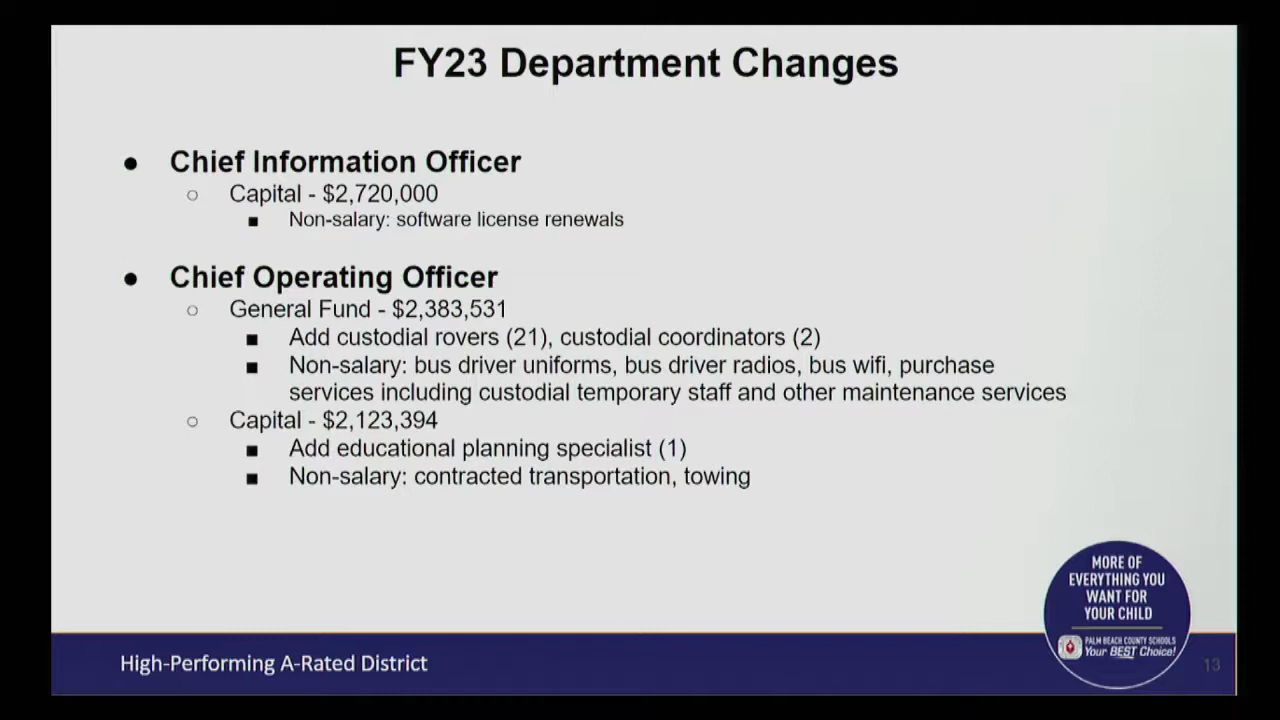 FY23 Department Changes
● Chief Information Officer
○ Capital - $2,720,000
■ Non-salary: software license renewals
● Chief Operating Officer
○ General Fund - $2,383,531
■ Add custodial rovers (21), custodial coordinators (2)
■ Non-salary: bus driver uniforms, bus driver radios, bus wifi, purchase
services including custodial temporary staff and other maintenance services
○ Capital - $2,123,394
■ Add educational planning specialist (1)
■ Non-salary: contracted transportation, towing
MORE OF
EVERYTHING YOU
WANT FOR
YOUR CHILD
PALM BEACH COUNTY SCHOOLS
Your BEST Choice!
High-Performing A-Rated District
13